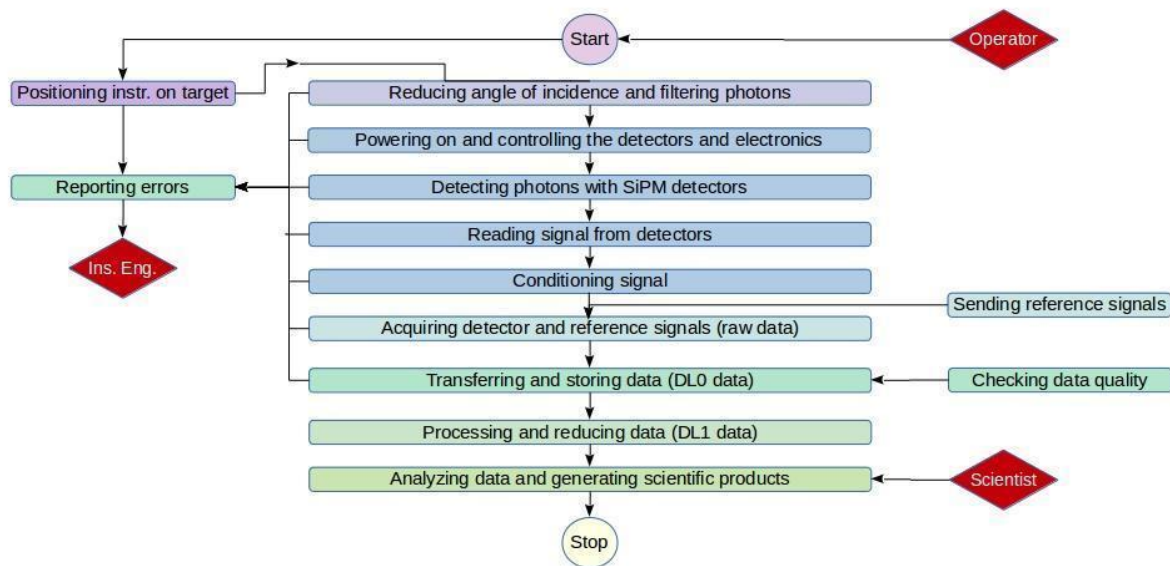 Start
Operator
Positioning instr. on target
Reducing angle of incidence and filtering photons
Powering on and controlling the detectors and electronics
Reporting errors
Detecting photons with SiPM detectors
Reading signal from detectors
Ins. Eng.
Conditioning signal
Sending reference signals
Acquiring detector and reference signals (raw data)
Transferring and storing data (DL0 data)
Checking data quality
Processing and reducing data (DL1 data)
Analyzing data and generating scientific products
Scientist
Stop